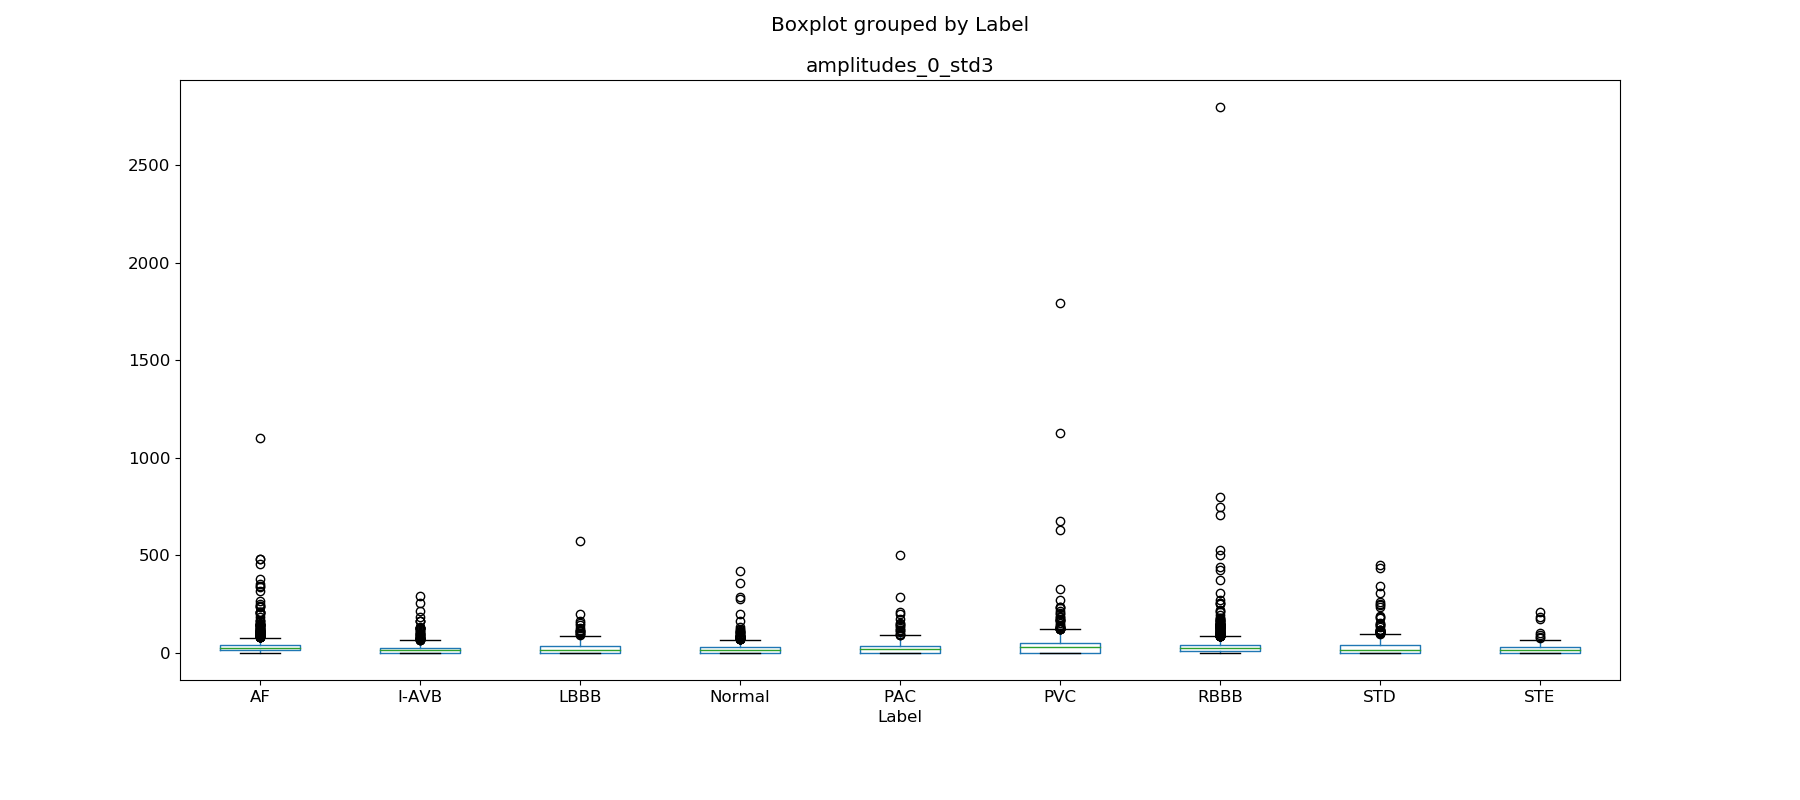 Boxplot grouped by Label
amplitudes_0_std3
2500
2000
1500
1000
500
0
AF I-AVB LBBB Normal PAC PVC RBBB STD STE
Label